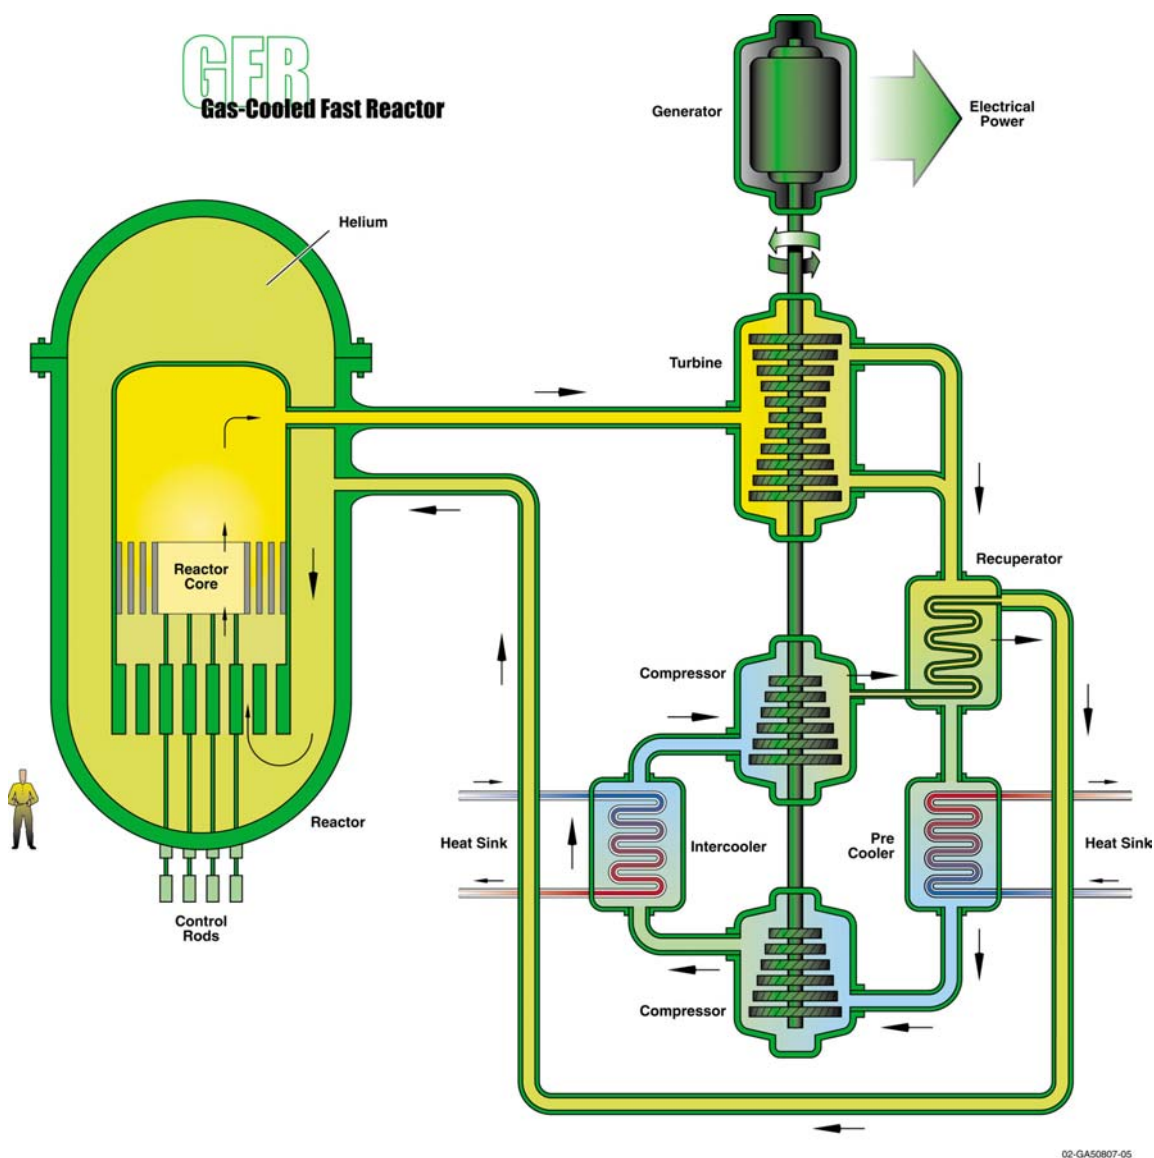 GFR
Gas-Cooled Fast Reactor
Generator
Electrical
Power
Helium
Turbine
Recuperator
Reactor
Core
Compressor
Reactor
Heat Sink
Intercooler
Pre
Cooler
Heat Sink
Control
Rods
Compressor
02-GA50807-05